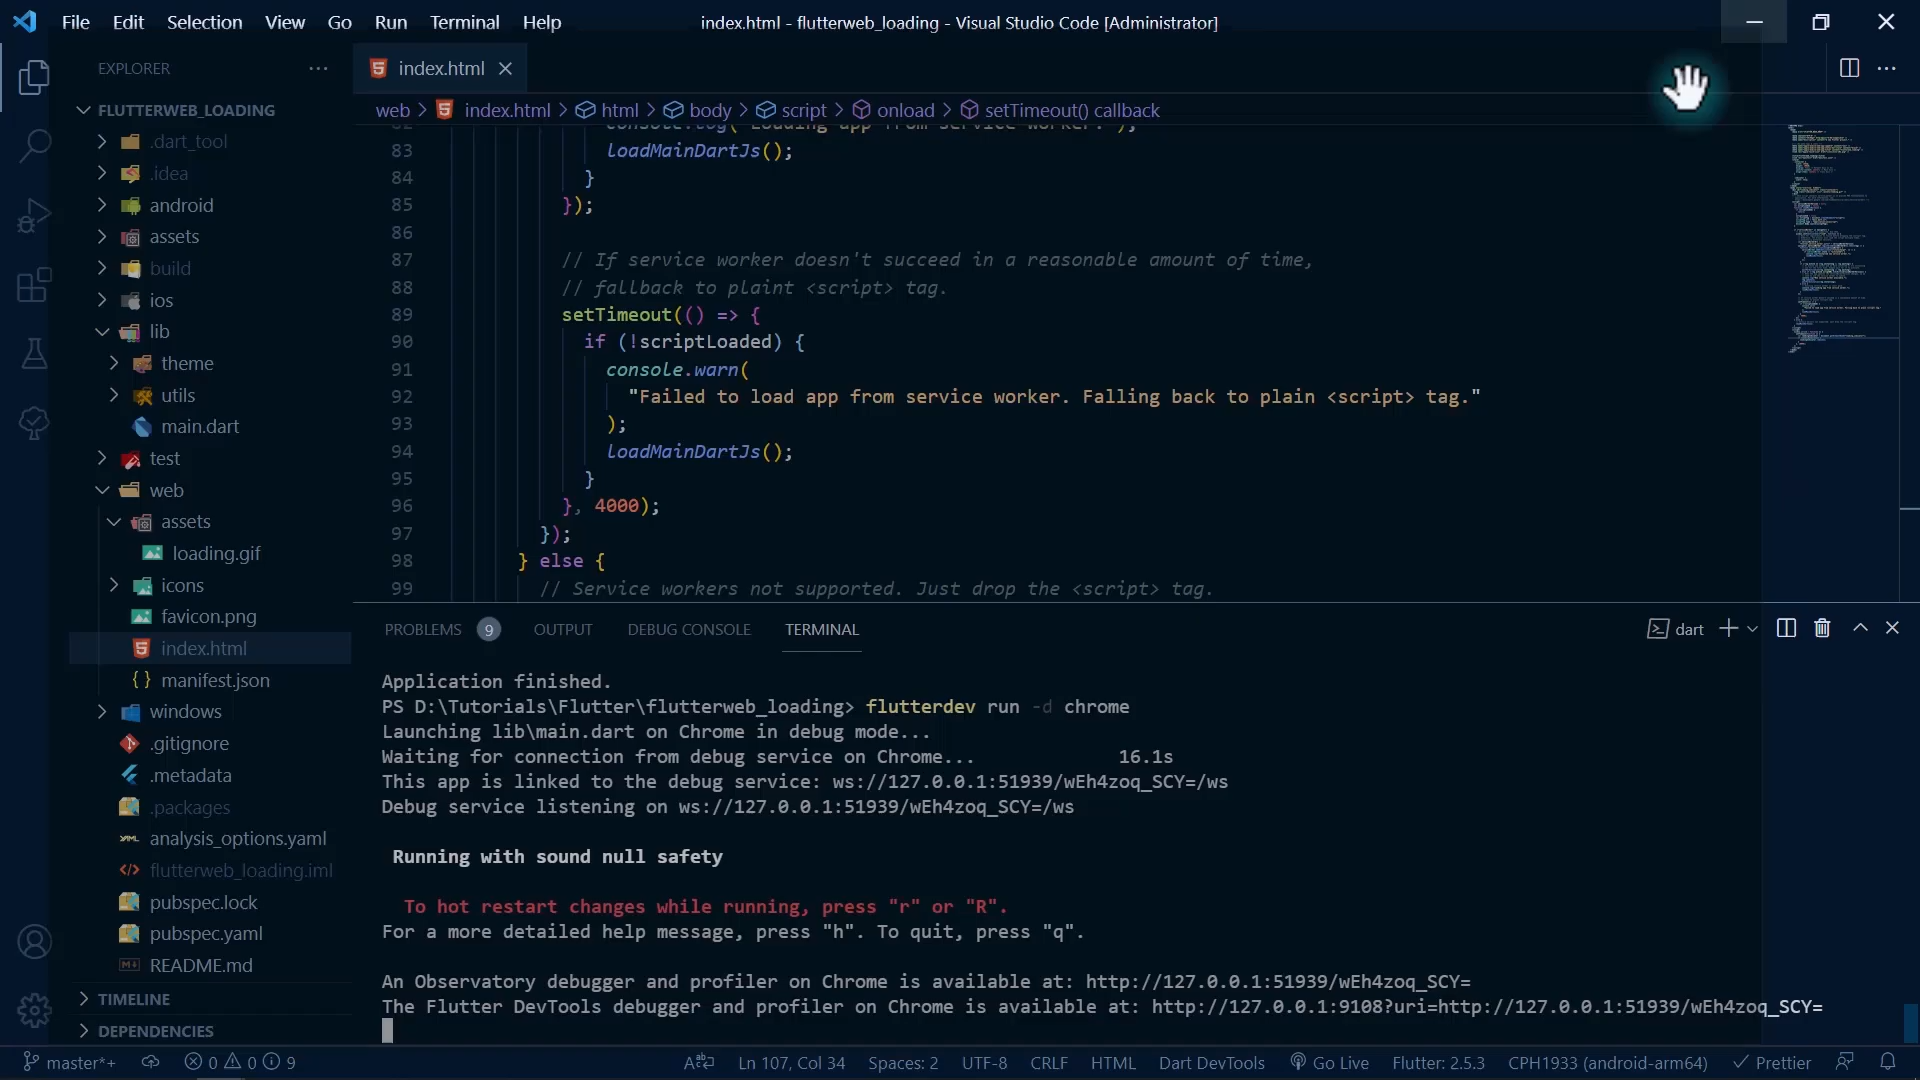 File Edit Selection View Go Run Terminal Help
index.html - flutterweb_loading - Visual Studio Code [Administrator]
EXPLORER
index.html
FLUTTERWEB_LOADING
.dart_tool
.idea
android
assets
build
ios
lib
theme
utils
main.dart
test
web
assets
loading.gif
icons
favicon.png
index.html
manifest.json
windows
.gitignore
.metadata
.packages
analysis_options.yaml
flutterweb_loading.iml
pubspec.lock
pubspec.yaml
README.md
TIMELINE
DEPENDENCIES
web > index.html > html > body > script > onload > setTimeout() callback
82 console.log("Loading app from service worker.");
83 loadMainDartJs();
84 }
85 });
86
87 // If service worker doesn't succeed in a reasonable amount of time,
88 // fallback to plaint <script> tag.
89 setTimeout(() => {
90 if (!scriptLoaded) {
91 console.warn(
92 "Failed to load app from service worker. Falling back to plain <script> tag."
93 );
94 loadMainDartJs();
95 }
96 }, 4000);
97 });
98 } else {
99 // Service workers not supported. Just drop the <script> tag.
PROBLEMS 9 OUTPUT DEBUG CONSOLE TERMINAL dart
Application finished.
PS D:\Tutorials\Flutter\flutterweb_loading> flutterdev run -d chrome
Launching lib\main.dart on Chrome in debug mode...
Waiting for connection from debug service on Chrome... 16.1s
This app is linked to the debug service: ws://127.0.0.1:51939/wEh4zoq_SCY=/ws
Debug service listening on ws://127.0.0.1:51939/wEh4zoq_SCY=/ws
Running with sound null safety
To hot restart changes while running, press "r" or "R".
For a more detailed help message, press "h". To quit, press "q".
An Observatory debugger and profiler on Chrome is available at: http://127.0.0.1:51939/wEh4zoq_SCY=
The Flutter DevTools debugger and profiler on Chrome is available at: http://127.0.0.1:9108?uri=http://127.0.0.1:51939/wEh4zoq_SCY=
master*+ 0 0 9 Ln 107, Col 34 Spaces: 2 UTF-8 CRLF HTML Dart DevTools Go Live Flutter: 2.5.3 CPH1933 (android-arm64) Prettier